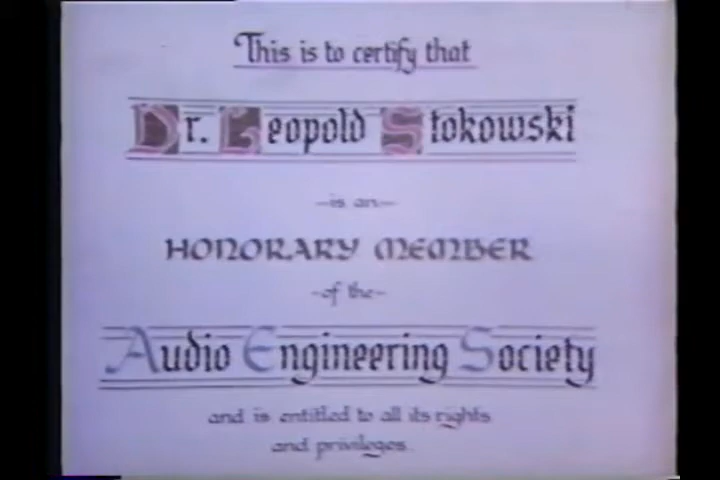 This is to certify that
Dr. Leopold Stokowski
-is an-
HONORARY MEMBER
-of the-
Audio Engineering Society
and is entitled to all its rights
and privileges.